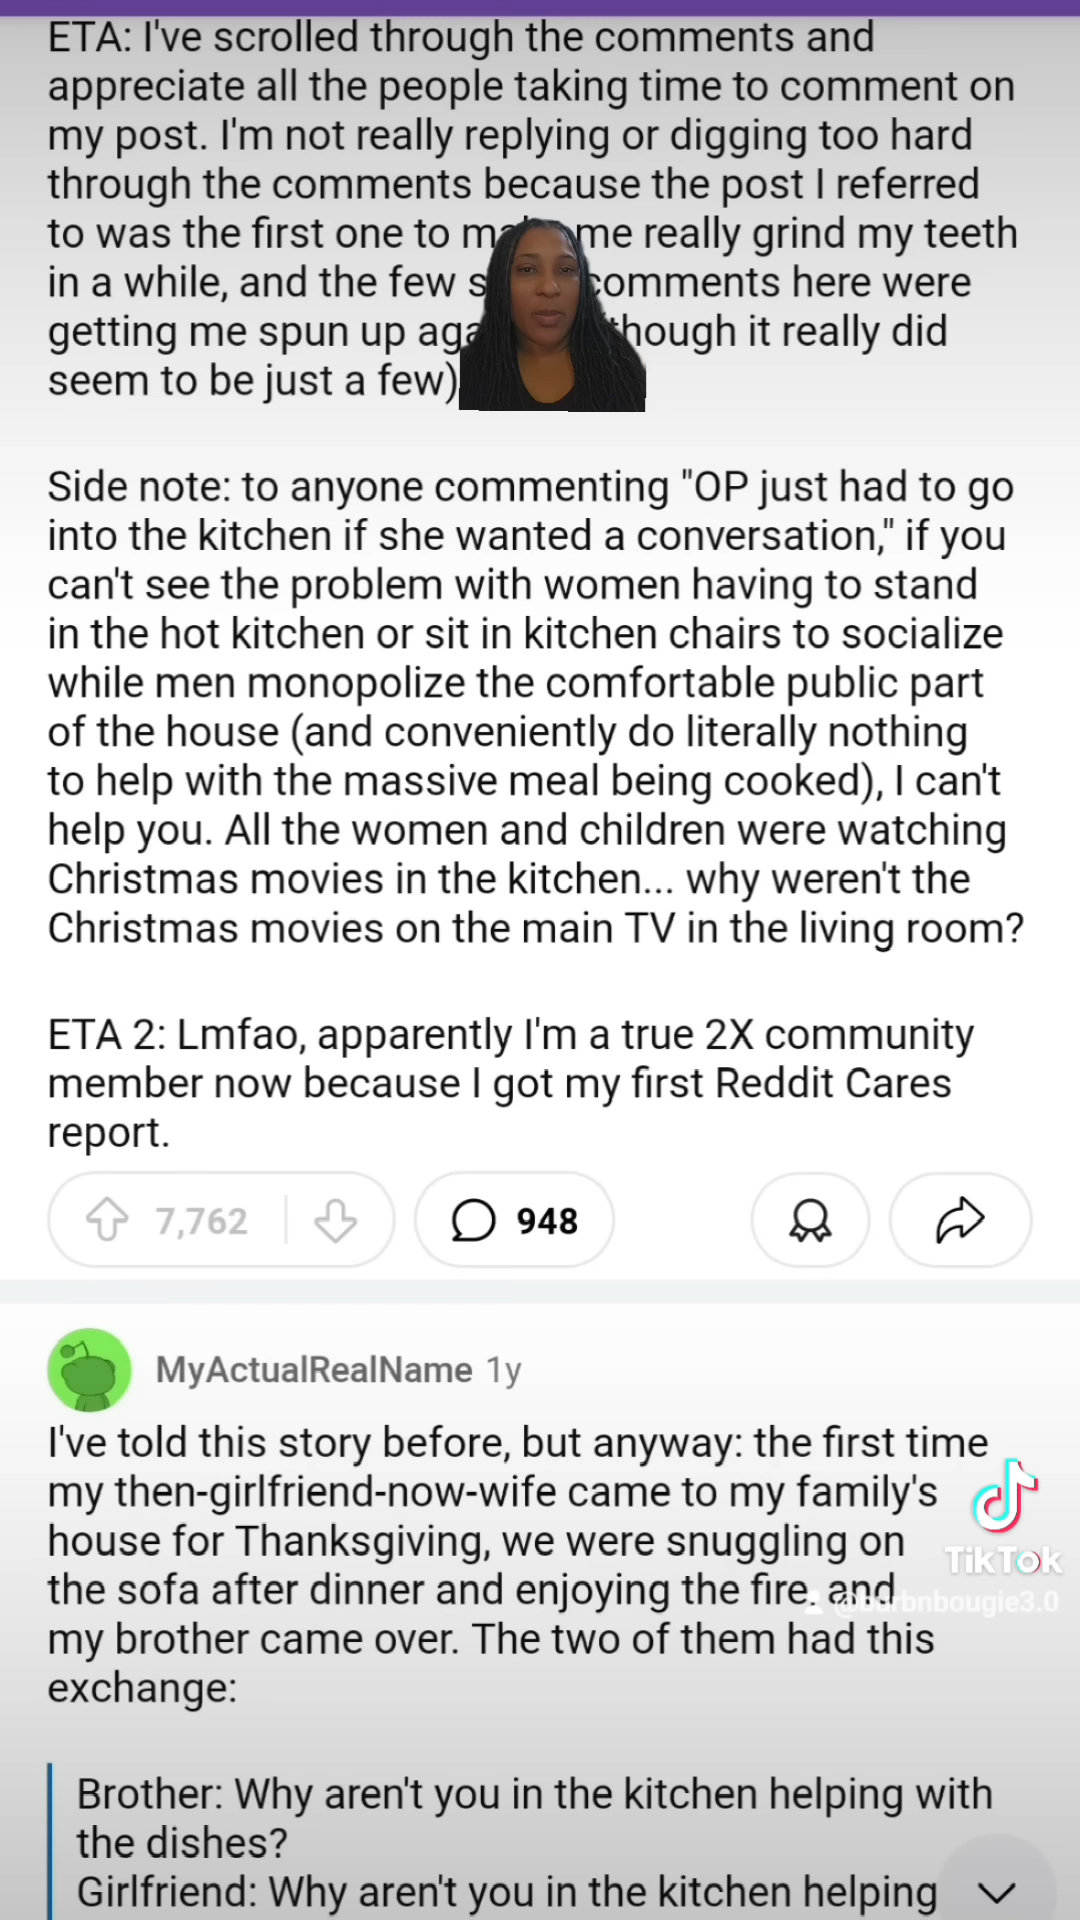 ETA: I've scrolled through the comments and
appreciate all the people taking time to comment on
my post. I'm not really replying or digging too hard
through the comments because the post I referred
to was the first one to me really grind my teeth
in a while, and the few comments here were
getting me spun up though it really did
seem to be just a few)
Side note: to anyone commenting "OP just had to go
into the kitchen if she wanted a conversation," if you
can't see the problem with women having to stand
in the hot kitchen or sit in kitchen chairs to socialize
while men monopolize the comfortable public part
of the house (and conveniently do literally nothing
to help with the massive meal being cooked), I can't
help you. All the women and children were watching
Christmas movies in the kitchen... why weren't the
Christmas movies on the main TV in the living room?
ETA 2: Lmfao, apparently I'm a true 2X community
member now because I got my first Reddit Cares
report.
7,762 948
MyActualRealName 1y
I've told this story before, but anyway: the first time
my then-girlfriend-now-wife came to my family's
house for Thanksgiving, we were snuggling on
the sofa after dinner and enjoying the fire, and
my brother came over. The two of them had this
exchange:
TikTok
Brother: Why aren't you in the kitchen helping with
the dishes?
Girlfriend: Why aren't you in the kitchen helping